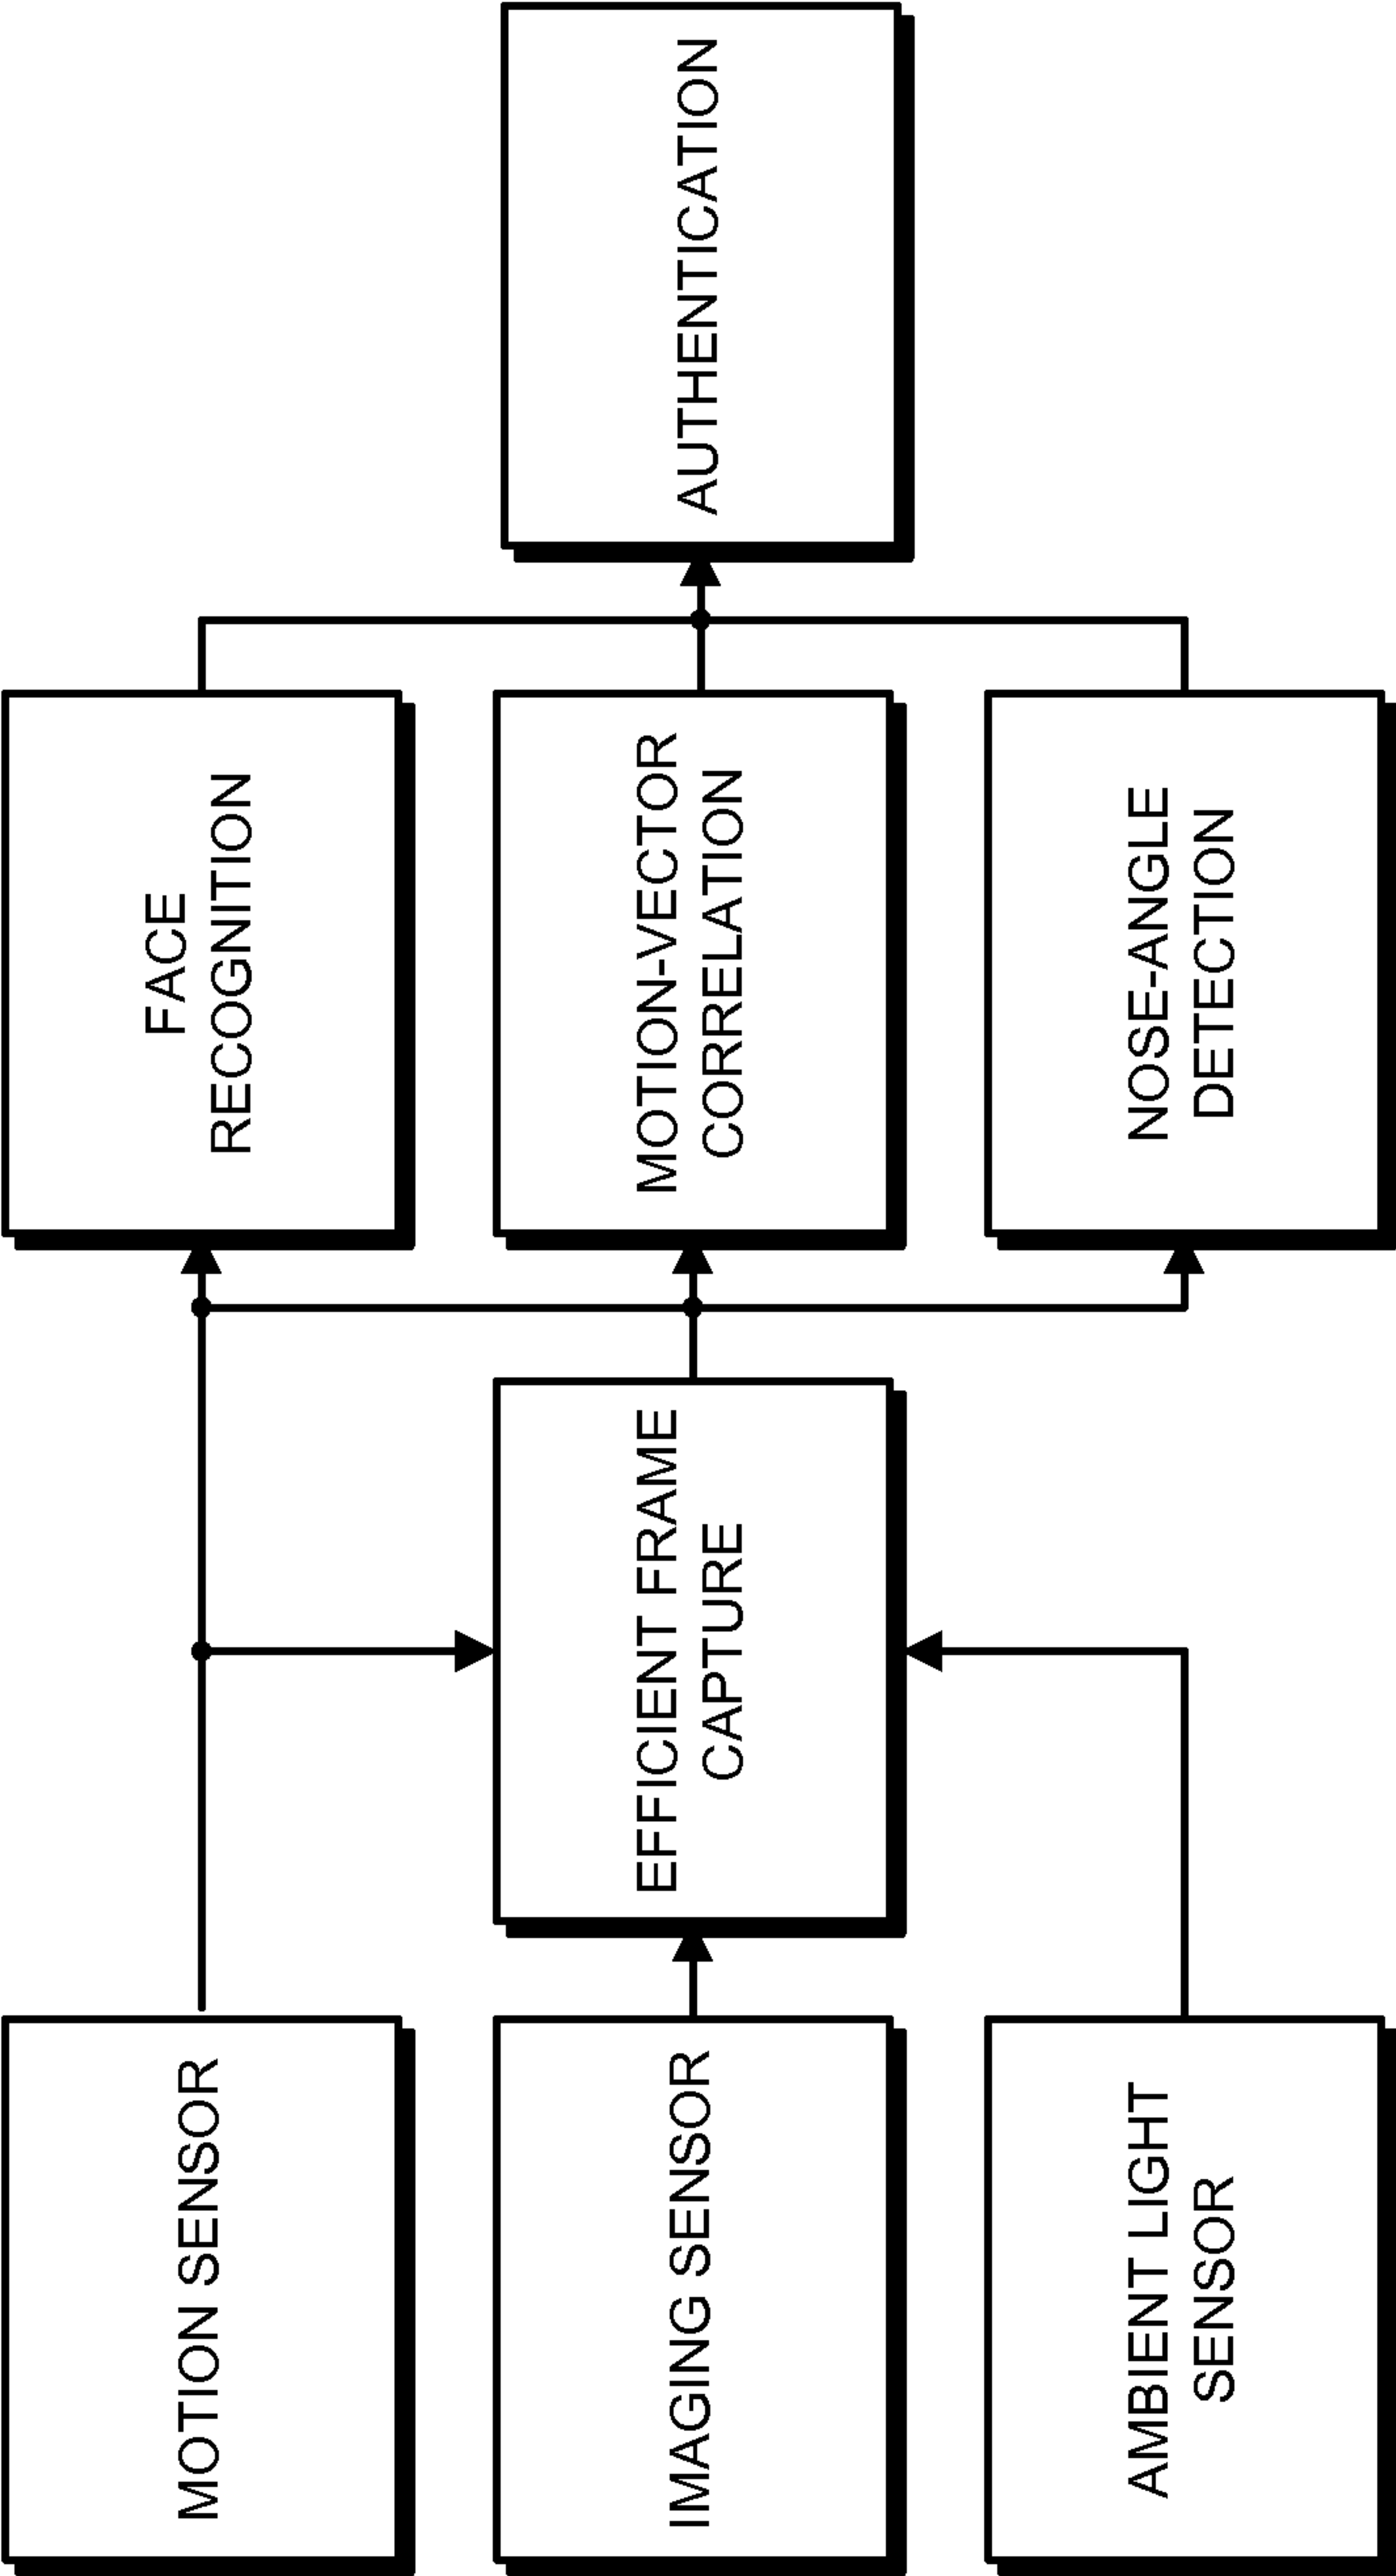 MOTION SENSOR
IMAGING SENSOR
AMBIENT LIGHT
SENSOR
EFFICIENT FRAME
CAPTURE
FACE
RECOGNITION
MOTION-VECTOR
CORRELATION
NOSE-ANGLE
DETECTION
AUTHENTICATION